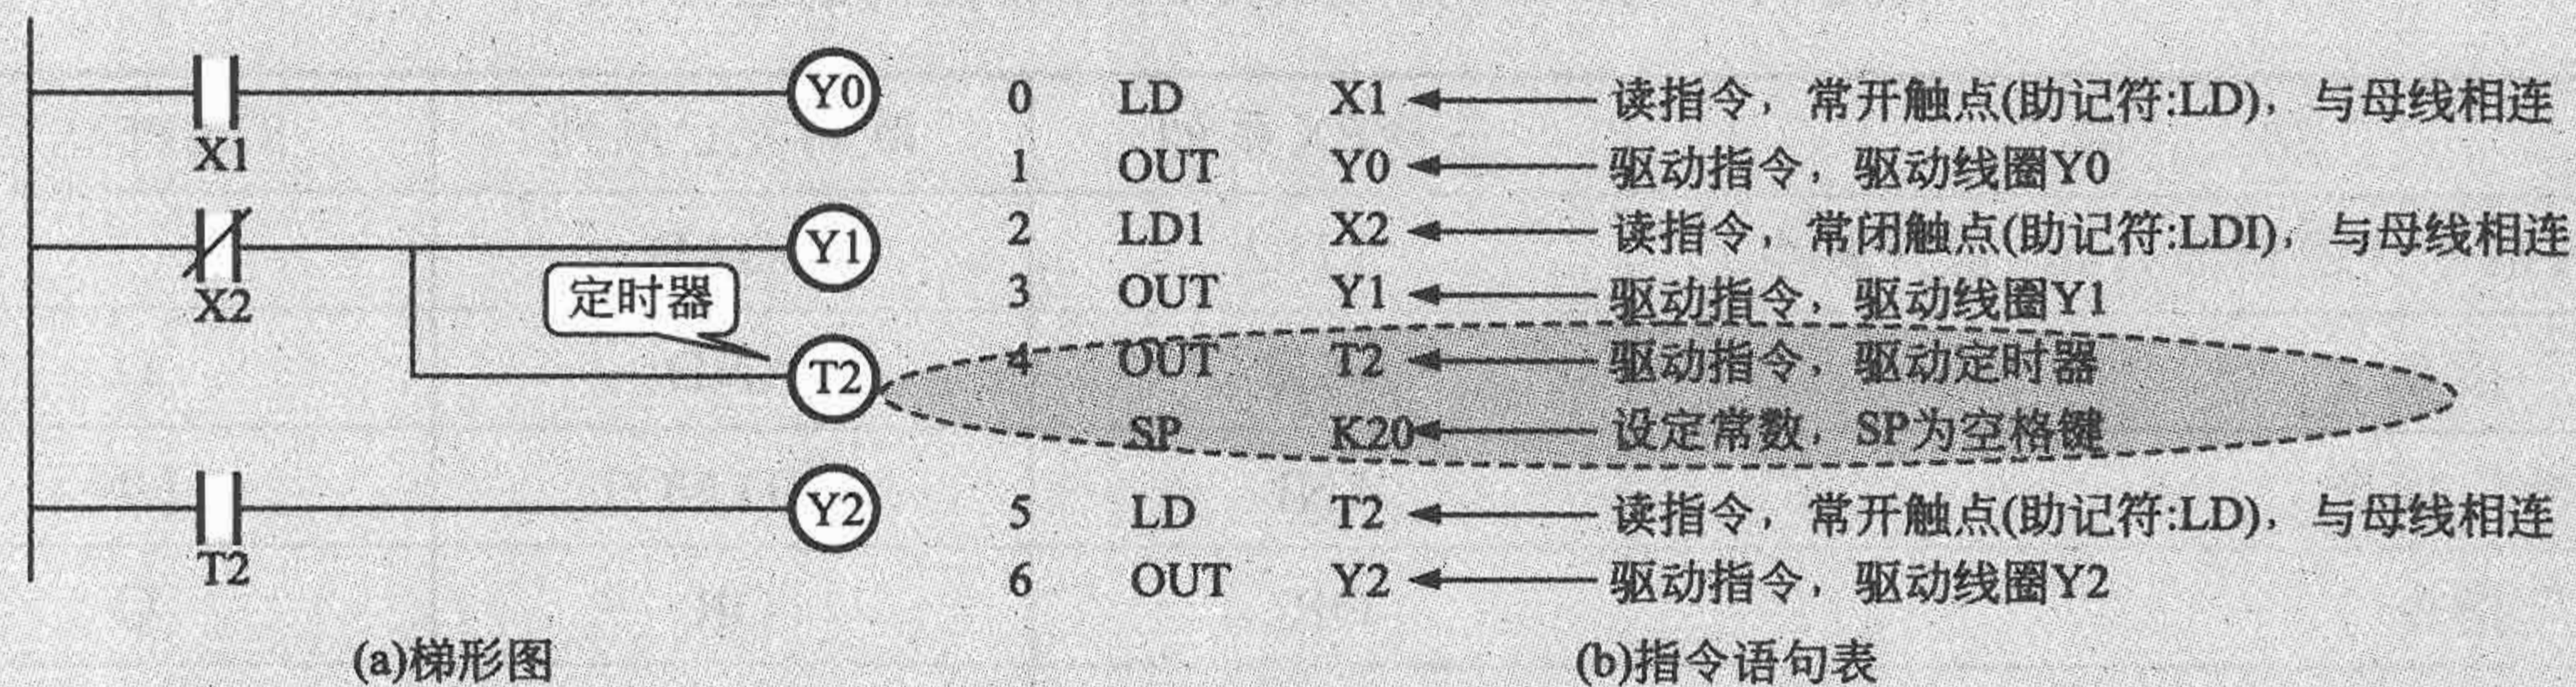 Y0
X1
Y1
X2
定时器
T2
Y2
T2
0 LD X1 读指令，常开触点(助记符:LD)，与母线相连
1 OUT Y0 驱动指令，驱动线圈Y0
2 LD1 X2 读指令，常闭触点(助记符:LDI)，与母线相连
3 OUT Y1 驱动指令，驱动线圈Y1
4 OUT T2 驱动指令，驱动定时器
SP K20 设定常数，SP为空格键
5 LD T2 读指令，常开触点(助记符:LD)，与母线相连
6 OUT Y2 驱动指令，驱动线圈Y2
(a)梯形图
(b)指令语句表